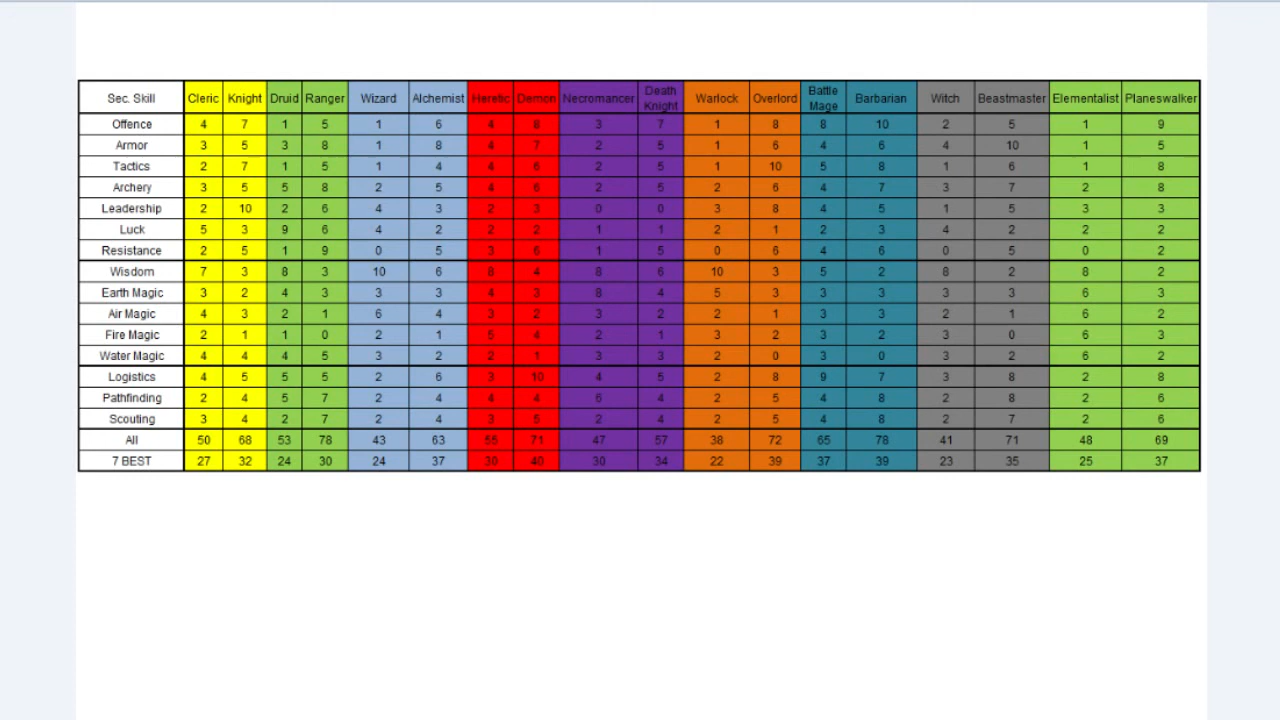 Sec. Skill Cleric Knight Druid Ranger Wizard Alchemist Heretic Demon Necromancer Death Knight Warlock Overlord Battle Mage Barbarian Witch Beastmaster Elementalist Planeswalker
Offence 4 7 1 5 1 6 4 8 3 7 1 8 8 10 2 5 1 9
Armor 3 5 3 8 1 8 4 7 2 5 1 6 4 6 4 10 1 5
Tactics 2 7 1 5 1 4 4 6 2 5 1 10 5 8 1 6 1 8
Archery 3 5 5 8 2 5 4 6 2 5 2 6 4 7 3 7 2 8
Leadership 2 10 2 6 4 3 2 3 0 0 3 8 4 5 1 5 3 3
Luck 5 3 9 6 4 2 2 2 1 1 2 1 2 3 4 2 2 2
Resistance 2 5 1 9 0 5 3 6 1 5 0 6 4 6 0 5 0 2
Wisdom 7 3 8 3 10 6 8 4 8 6 10 3 5 2 8 2 8 2
Earth Magic 3 2 4 3 3 3 4 3 8 4 5 3 3 3 3 3 6 3
Air Magic 4 3 2 1 6 4 3 2 3 2 2 1 3 3 2 1 6 2
Fire Magic 2 1 1 0 2 1 5 4 2 1 3 2 3 2 3 0 6 3
Water Magic 4 4 4 5 3 2 2 1 3 3 2 0 3 0 3 2 6 2
Logistics 4 5 5 5 2 6 3 10 4 5 2 8 9 7 3 8 2 8
Pathfinding 2 4 5 7 2 4 4 4 6 4 2 5 4 8 2 8 2 6
Scouting 3 4 2 7 2 4 3 5 2 4 2 5 4 8 2 7 2 6
All 50 68 53 78 43 63 55 71 47 57 38 72 65 78 41 71 48 69
7 BEST 27 32 24 30 24 37 30 40 30 34 22 39 37 39 23 35 25 37